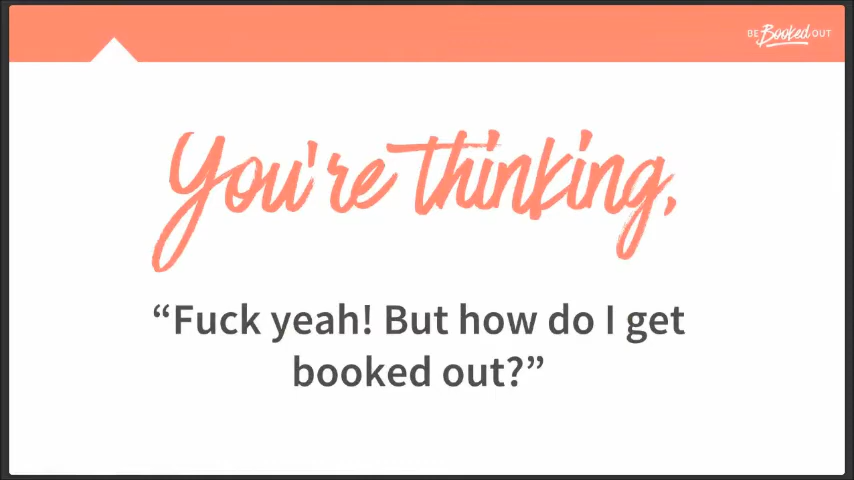 BE Booked OUT
You're thinking,
“Fuck yeah! But how do I get
booked out?”